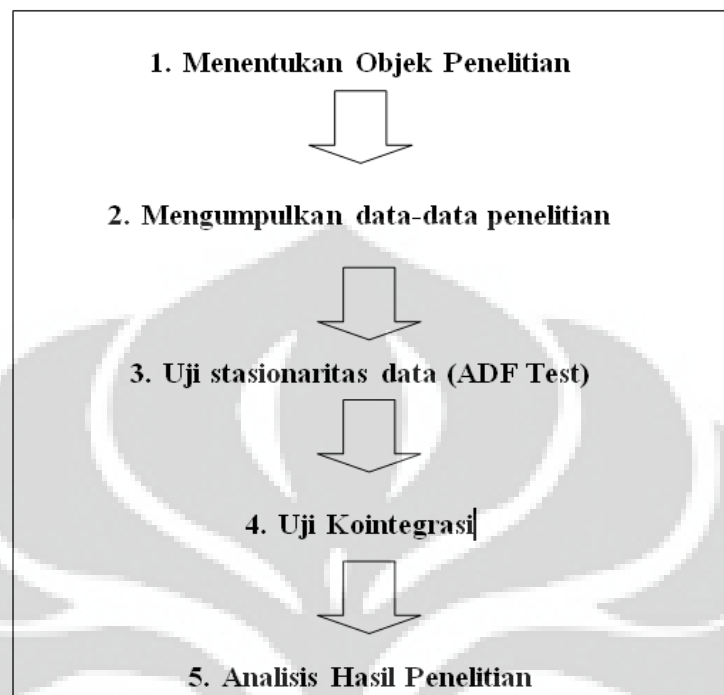 1. Menentukan Objek Penelitian
2. Mengumpulkan data-data penelitian
3. Uji stasionaritas data (ADF Test)
4. Uji Kointegrasi
5. Analisis Hasil Penelitian